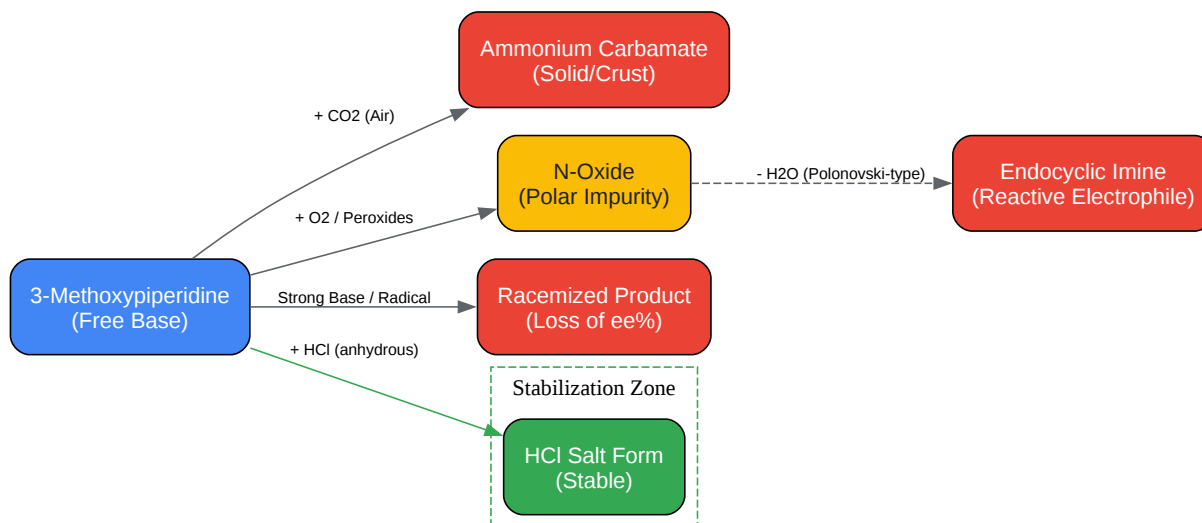 Ammonium Carbamate
(Solid/Crust)
+ CO2 (Air)
N-Oxide
(Polar Impurity)
- H2O (Polonovski-type)
Endocyclic Imine
(Reactive Electrophile)
+ O2 / Peroxides
3-Methoxypiperidine
(Free Base)
Strong Base / Radical
Racemized Product
(Loss of ee%)
+ HCl (anhydrous)
Stabilization Zone
HCl Salt Form
(Stable)